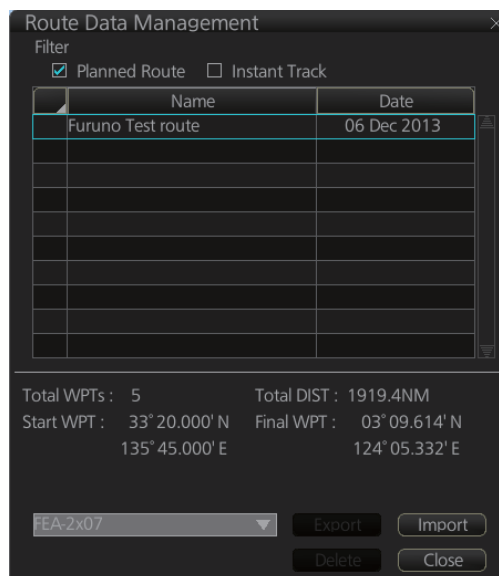 Route Data Management ×
Filter
Planned Route Instant Track
Name Date
Furuno Test route 06 Dec 2013
Total WPTs : 5 Total DIST : 1919.4NM
Start WPT : 33°20.000' N Final WPT : 03°09.614' N
135°45.000' E 124°05.332' E
FEA-2x07 Export Import
Delete Close